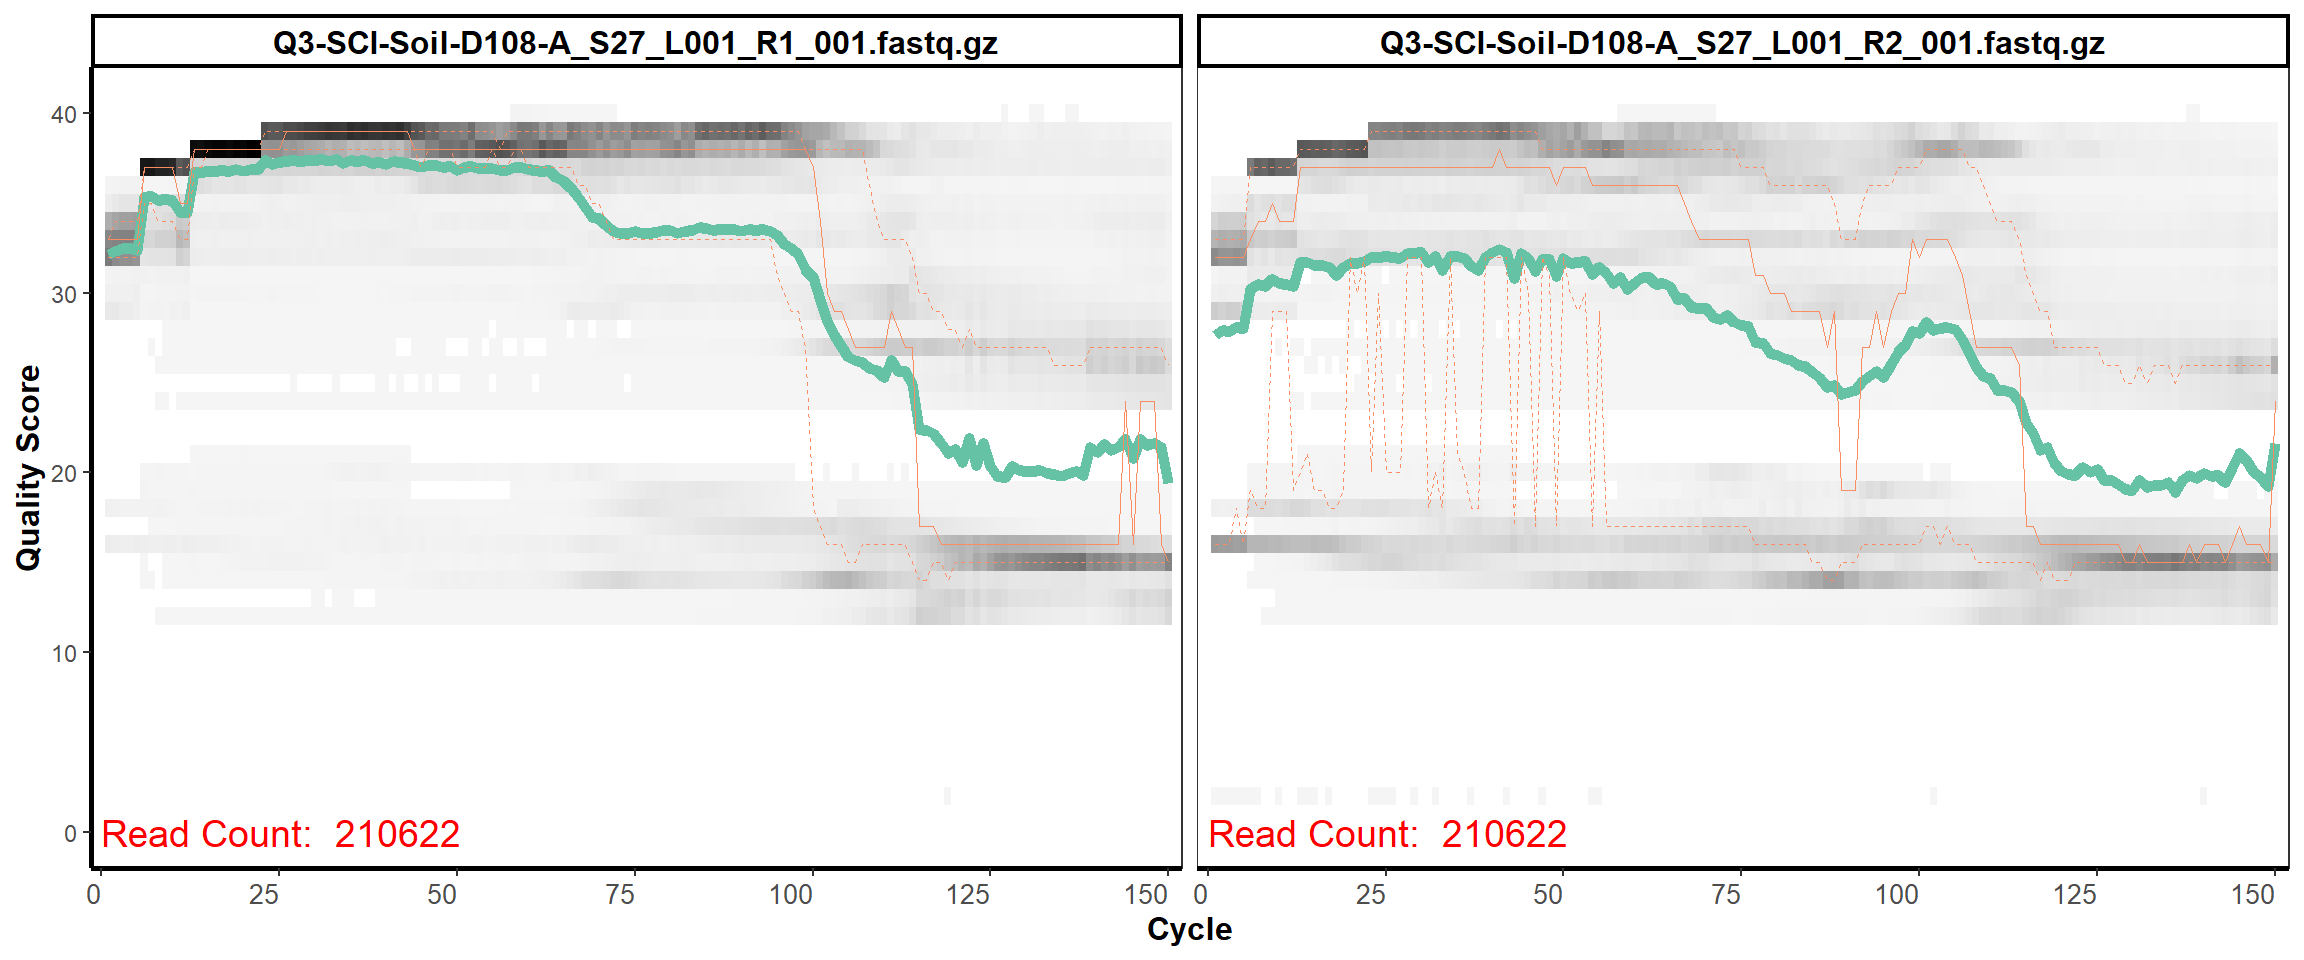 Q3-SCI-Soil-D108-A_S27_L001_R1_001.fastq.gz
Q3-SCI-Soil-D108-A_S27_L001_R2_001.fastq.gz
Quality Score
40
30
20
10
0
Read Count: 210622
Read Count: 210622
0 25 50 75 100 125 150
0 25 50 75 100 125 150
Cycle